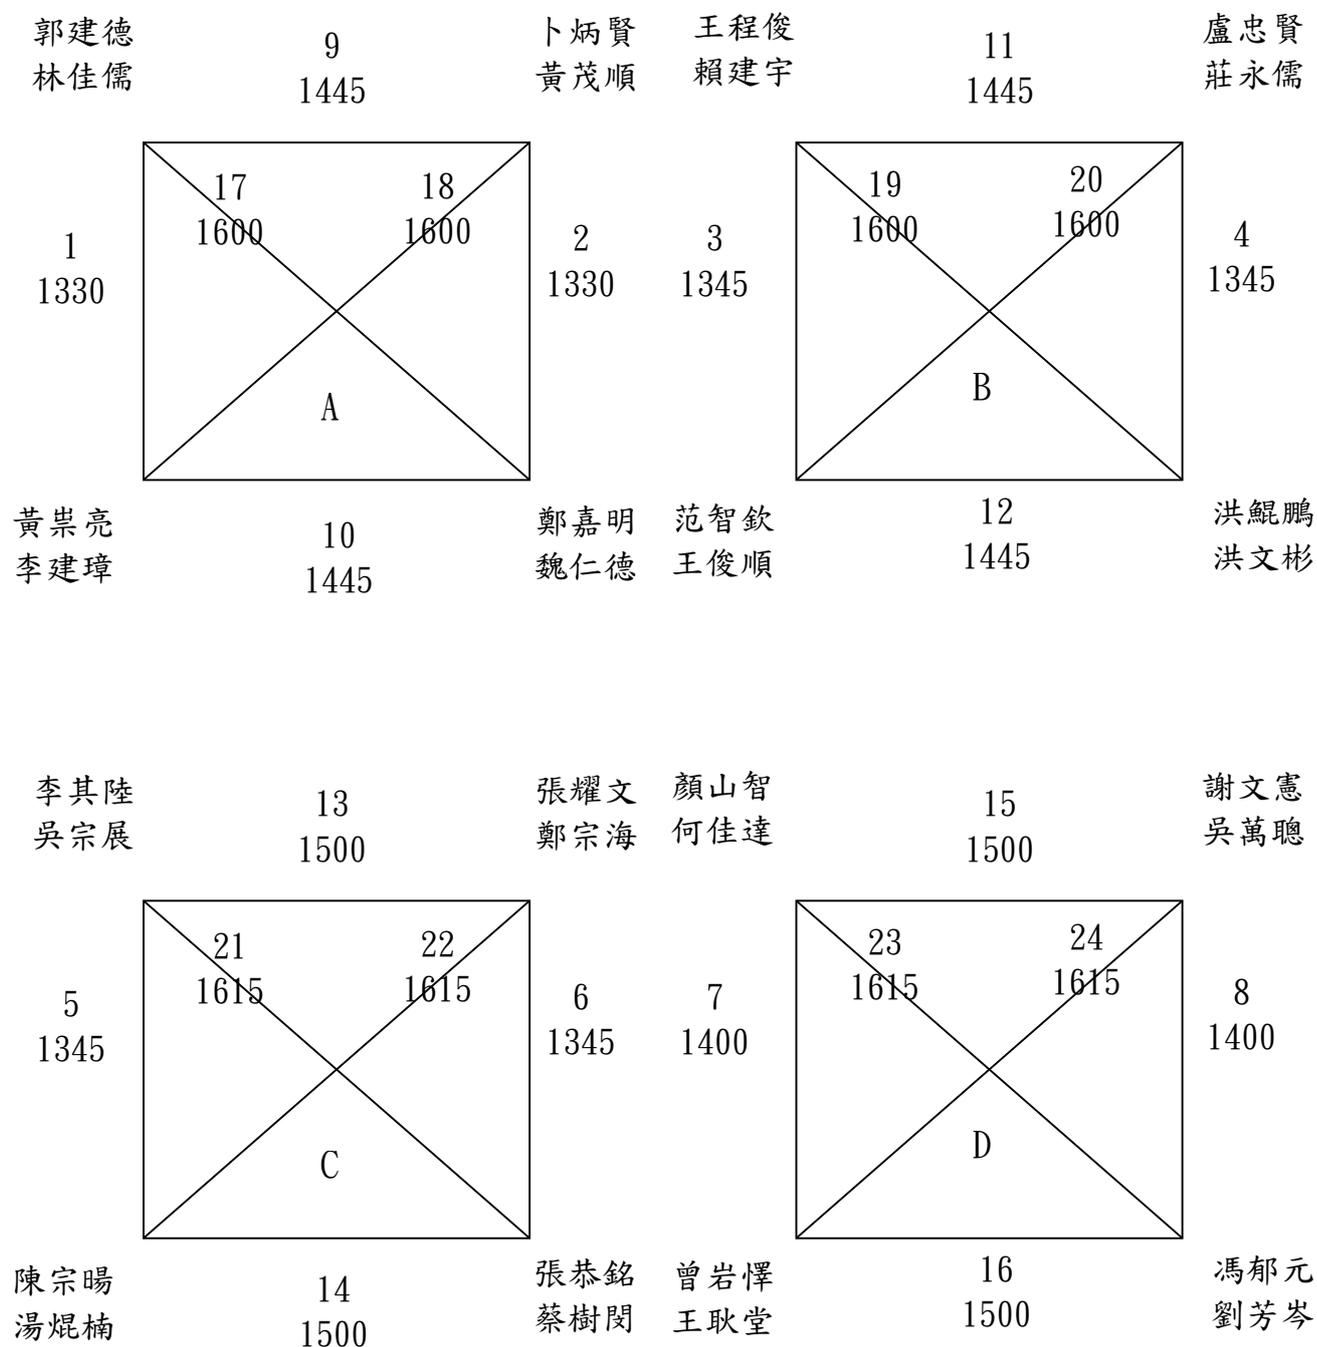 郭建德
林佳儒
9
1445
卜炳賢
黃茂順
17
1600
18
1600
1
1330
2
1330
A
黃祟亮
李建璋
10
1445
鄭嘉明
魏仁德
王程俊
賴建宇
11
1445
盧忠賢
莊永儒
19
1600
20
1600
3
1345
4
1345
B
范智欽
王俊順
12
1445
洪鯤鵬
洪文彬
李其陸
吳宗展
13
1500
張耀文
鄭宗海
21
1615
22
1615
5
1345
6
1345
C
陳宗暘
湯焜楠
14
1500
張恭銘
蔡樹閔
顏山智
何佳達
15
1500
謝文憲
吳萬聰
23
1615
24
1615
7
1400
8
1400
D
曾岩懌
王耿堂
16
1500
馮郁元
劉芳岑